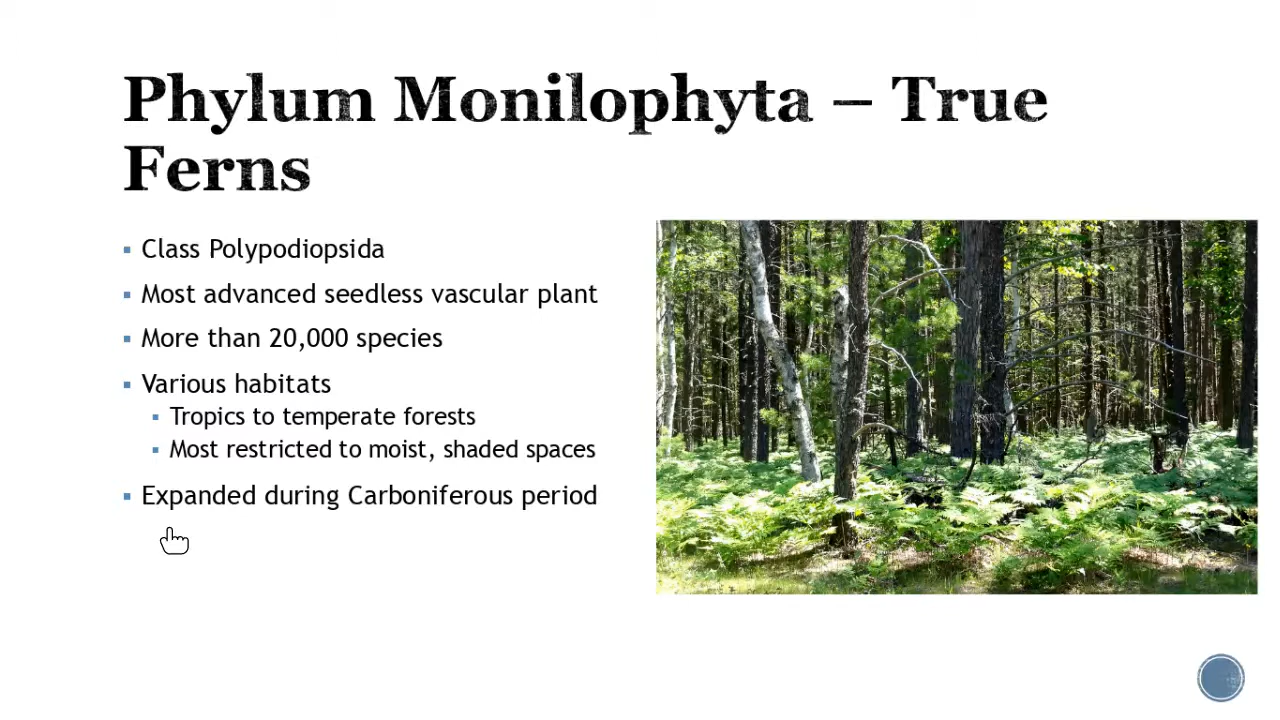 Phylum Monilophyta – True
Ferns
Class Polypodiopsida
Most advanced seedless vascular plant
More than 20,000 species
Various habitats
Tropics to temperate forests
Most restricted to moist, shaded spaces
Expanded during Carboniferous period